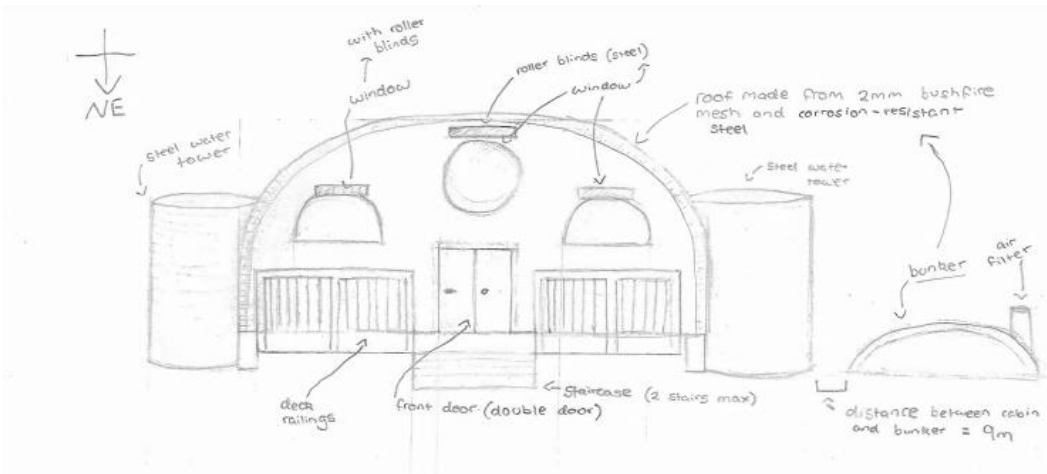 NE
with roller
blinds
window
roller blinds (steel)
window
roof made from 2mm bushfire
mesh and corrosion-resistant
steel
steel water
tower
steel water
tower
bunker
air
filter
deck
railings
front door (double door)
staircase (2 stairs max)
distance between cabin
and bunker = 9m